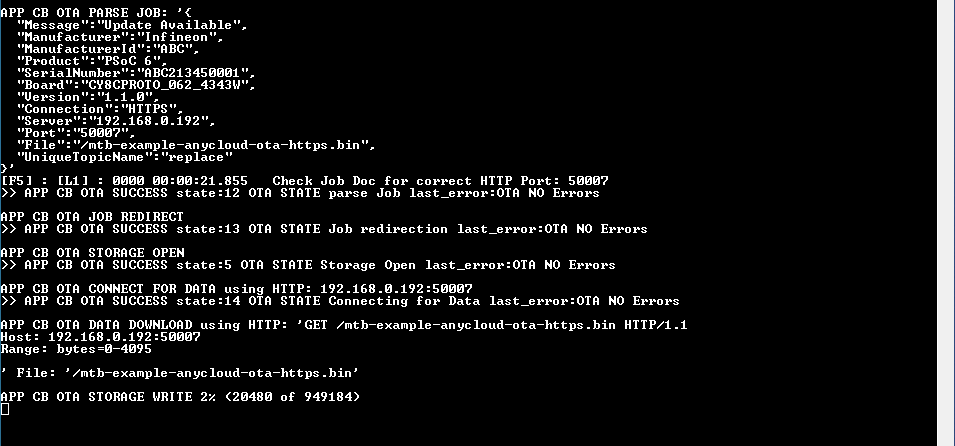 APP CB OTA PARSE JOB: '{
"Message":"Update Available",
"Manufacturer":"Infineon",
"ManufacturerId":"ABC",
"Product":"PSoC 6",
"SerialNumber":"ABC213450001",
"Board":"CY8CPROTO_062_4343W",
"Version":"1.1.0",
"Connection":"HTTPS",
"Server":"192.168.0.192",
"Port":"50007",
"File":"/mtb-example-anycloud-ota-https.bin",
"UniqueTopicName":"replace"
}'
[F5] : [L1] : 0000 00:00:21.855   Check Job Doc for correct HTTP Port: 50007
>> APP CB OTA SUCCESS state:12 OTA STATE parse Job last_error:OTA NO Errors
APP CB OTA JOB REDIRECT
>> APP CB OTA SUCCESS state:13 OTA STATE Job redirection last_error:OTA NO Errors
APP CB OTA STORAGE OPEN
>> APP CB OTA SUCCESS state:5 OTA STATE Storage Open last_error:OTA NO Errors
APP CB OTA CONNECT FOR DATA using HTTP: 192.168.0.192:50007
>> APP CB OTA SUCCESS state:14 OTA STATE Connecting for Data last_error:OTA NO Errors
APP CB OTA DATA DOWNLOAD using HTTP: 'GET /mtb-example-anycloud-ota-https.bin HTTP/1.1
Host: 192.168.0.192:50007
Range: bytes=0-4095
' File: '/mtb-example-anycloud-ota-https.bin'
APP CB OTA STORAGE WRITE 2% (20480 of 949184)